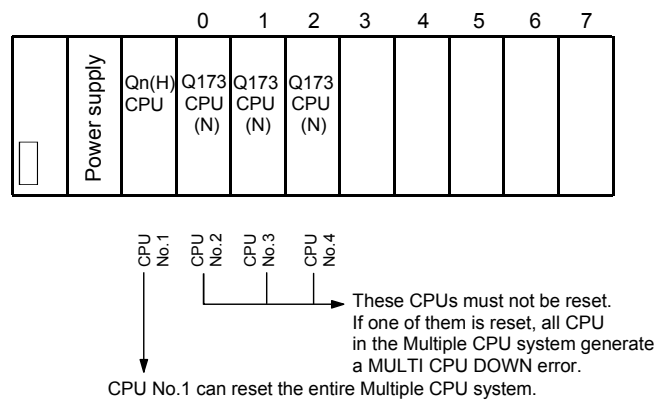 0 1 2 3 4 5 6 7
Power supply
Qn(H)
CPU
Q173
CPU
(N)
Q173
CPU
(N)
Q173
CPU
(N)
CPU
No.1
CPU
No.2
CPU
No.3
CPU
No.4
These CPUs must not be reset.
If one of them is reset, all CPU
in the Multiple CPU system generate
a MULTI CPU DOWN error.
CPU No.1 can reset the entire Multiple CPU system.